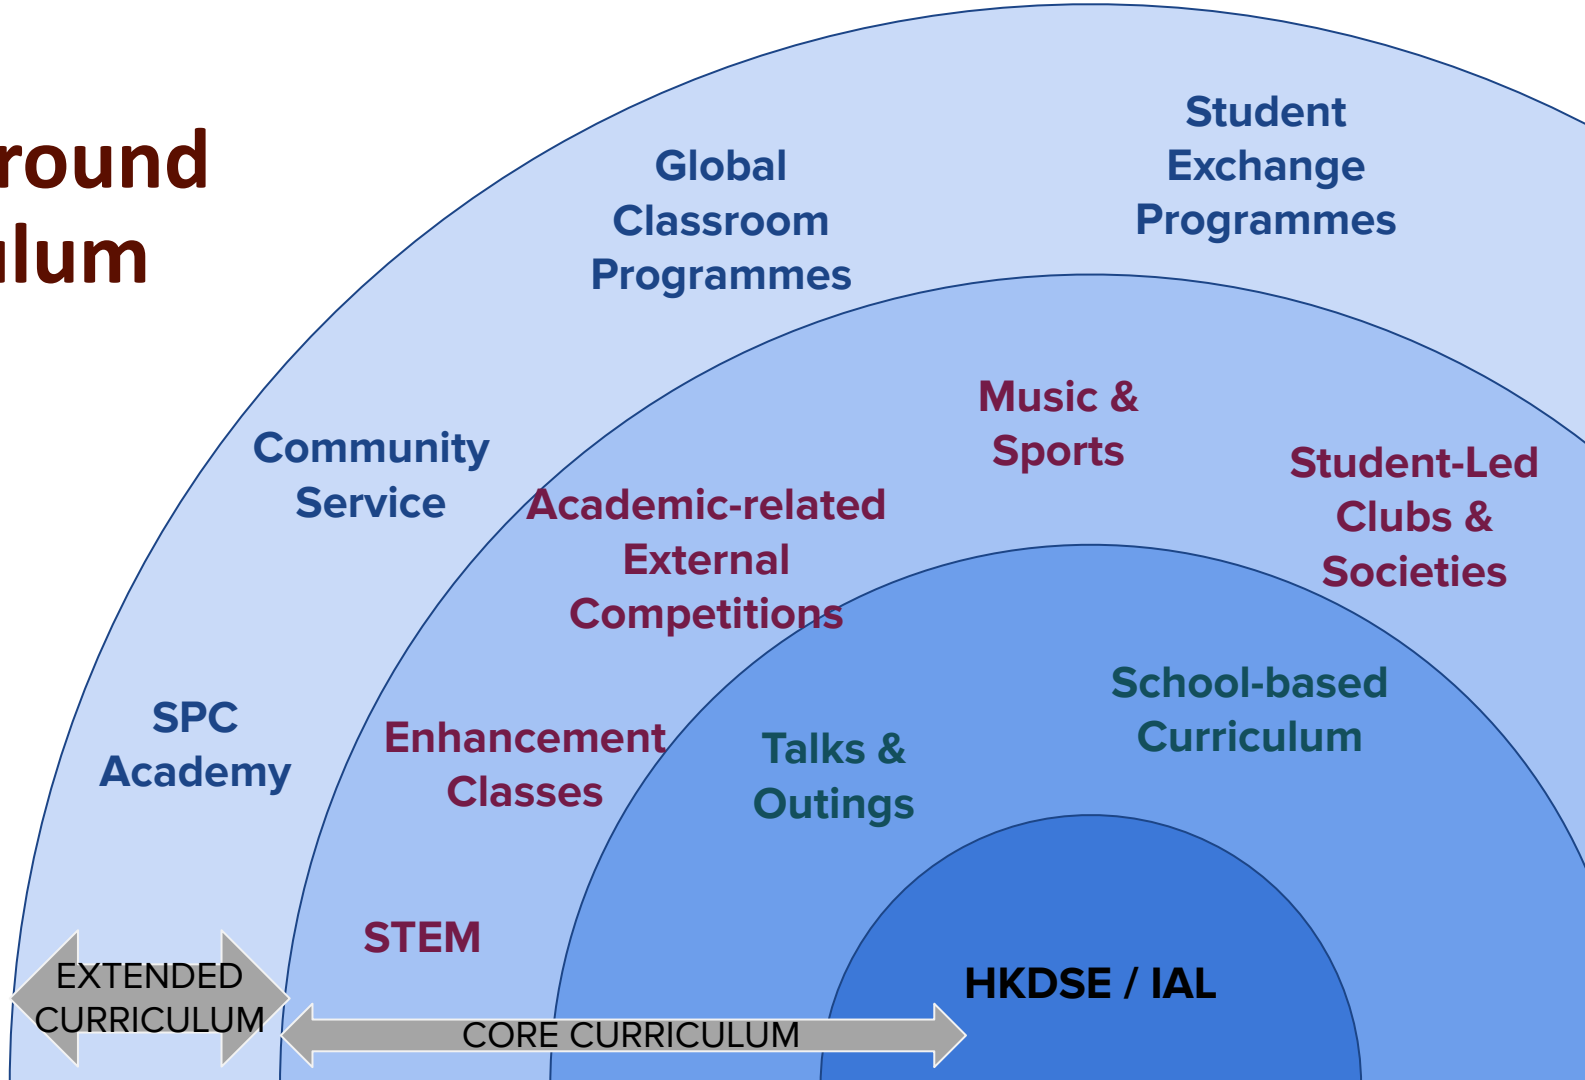 round
ulum
Student
Exchange
Programmes
Global
Classroom
Programmes
Music &
Sports
Community
Service
Student-Led
Clubs &
Societies
Academic-related
External
Competitions
School-based
Curriculum
SPC
Academy
Enhancement
Classes
Talks &
Outings
STEM
HKDSE / IAL
EXTENDED
CURRICULUM
CORE CURRICULUM